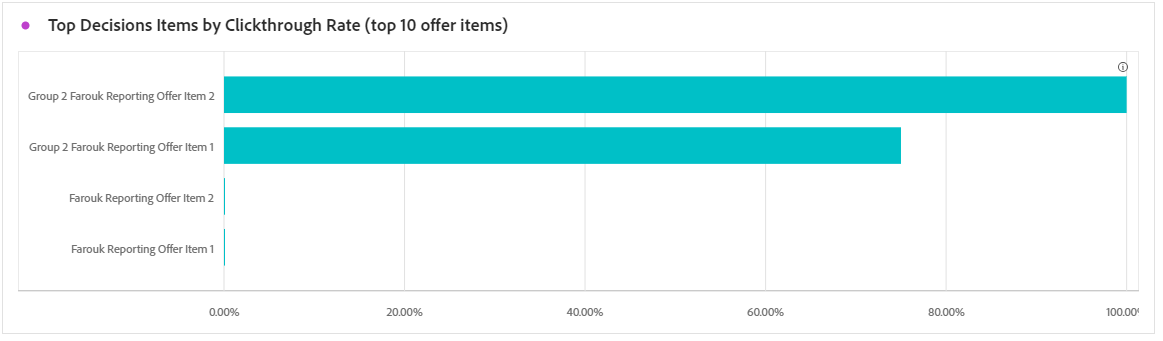 Top Decisions Items by Clickthrough Rate (top 10 offer items)
Group 2 Farouk Reporting Offer Item 2
Group 2 Farouk Reporting Offer Item 1
Farouk Reporting Offer Item 2
Farouk Reporting Offer Item 1
0.00% 20.00% 40.00% 60.00% 80.00% 100.00